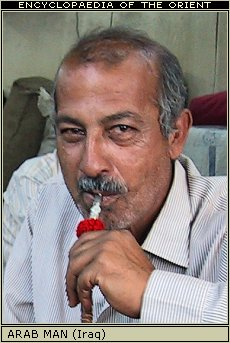 ENCYCLOPAEDIA OF THE ORIENT
ARAB MAN (Iraq)